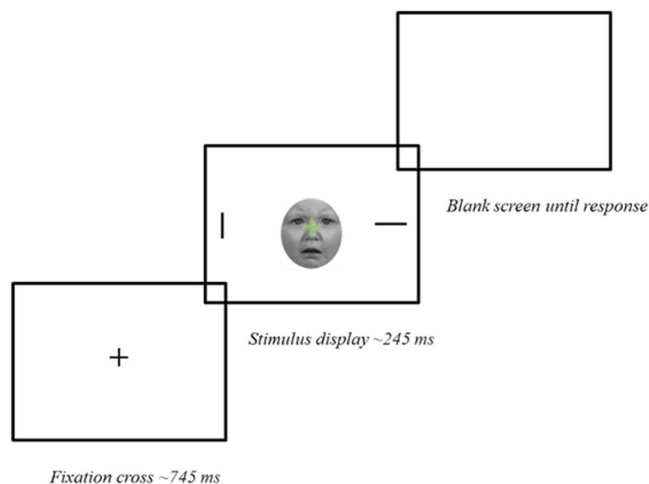 Blank screen until response
Stimulus display ~245 ms
Fixation cross ~745 ms